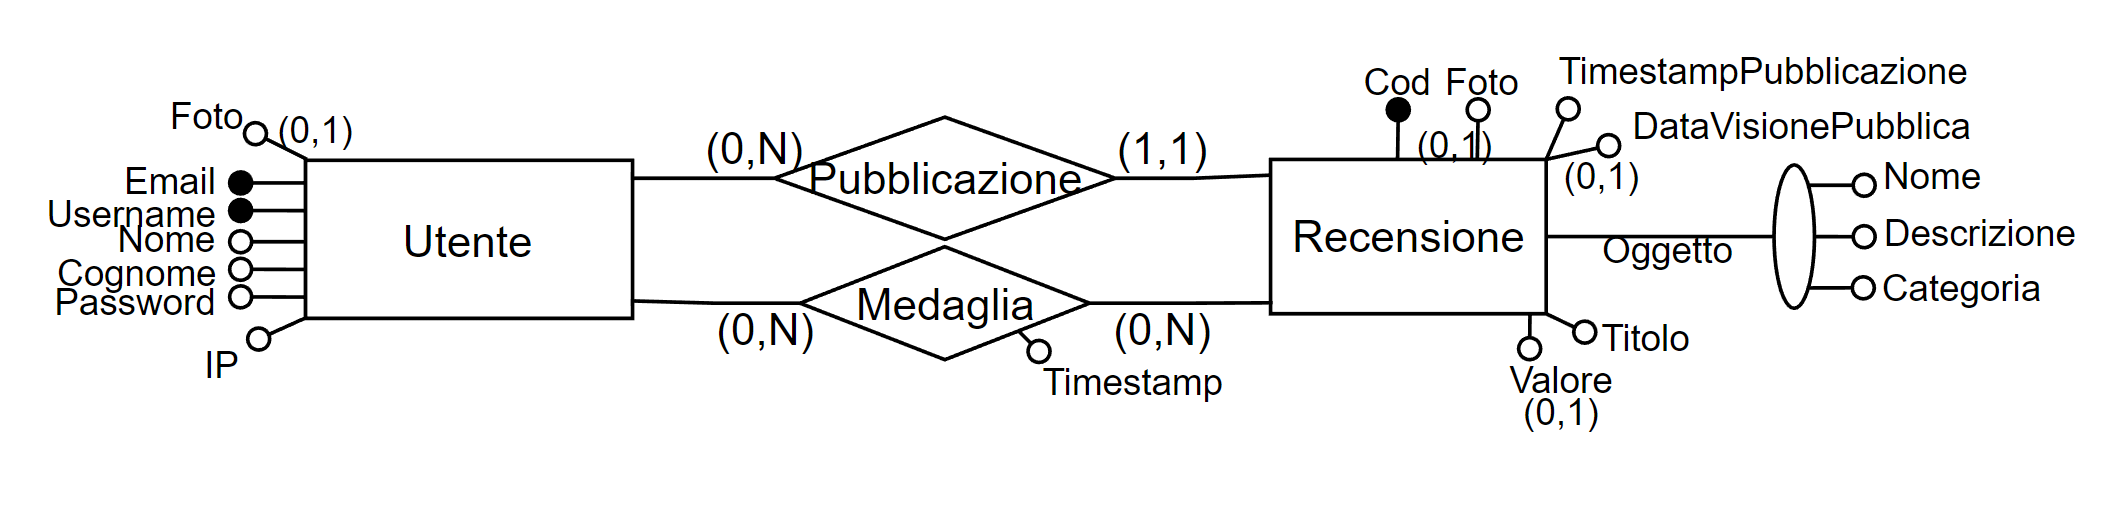 Foto
(0,1)
Email
Username
Nome
Cognome
Password
IP
Utente
(0,N)
Pubblicazione
(1,1)
(0,N)
Medaglia
(0,N)
Timestamp
Cod
Foto
(0,1)
TimestampPubblicazione
DataVisionePubblica
(0,1)
Recensione
Oggetto
Nome
Descrizione
Categoria
Titolo
Valore
(0,1)